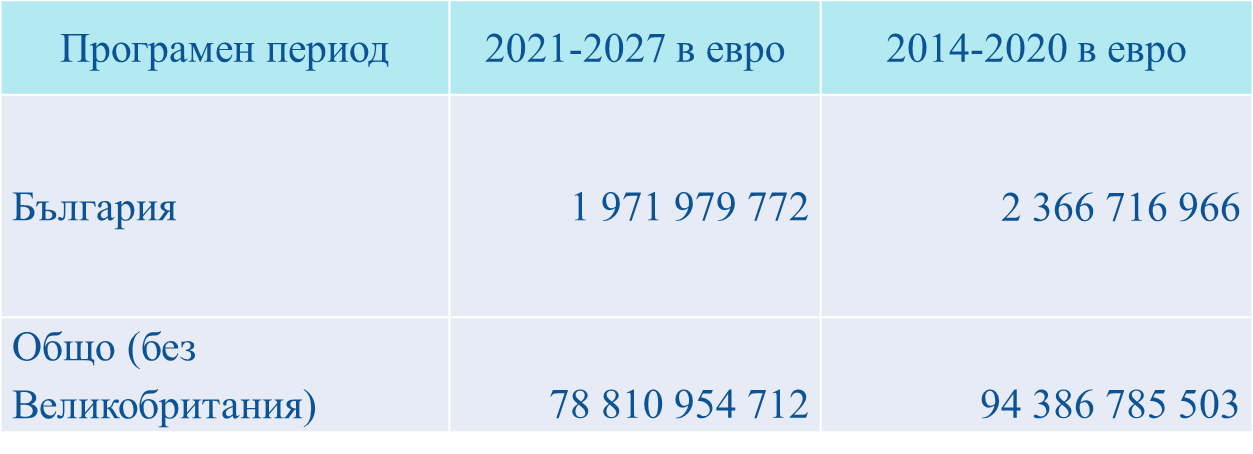 Програмен период 2021-2027 в евро 2014-2020 в евро
България 1 971 979 772 2 366 716 966
Общо (без
Великобритания) 78 810 954 712 94 386 785 503